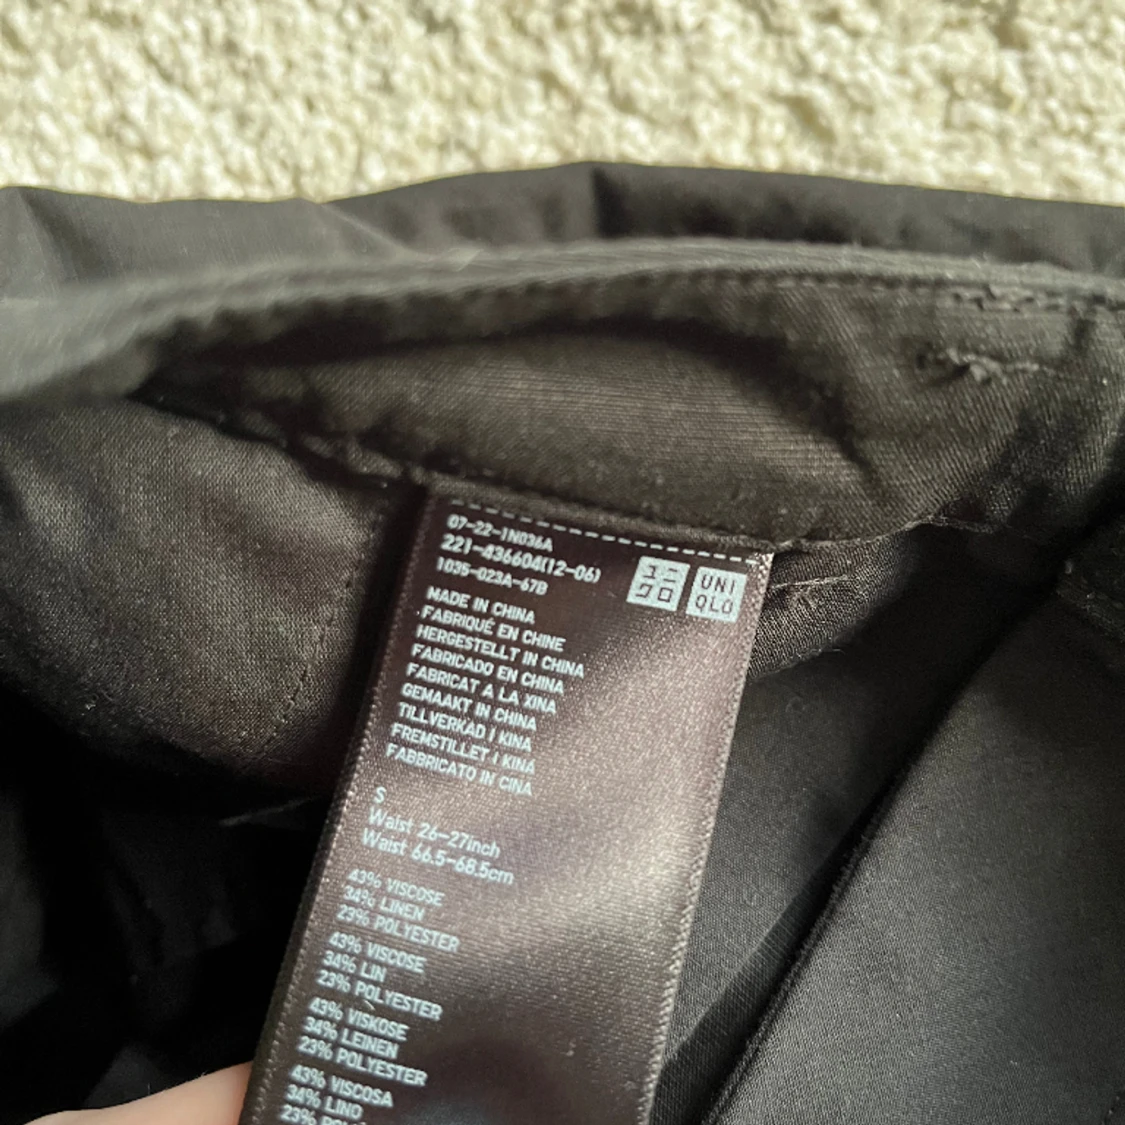 07-22-1N036A
221-436604(12-06)
1035-023A-67B
ユニ
クロ
UNI
QLO
MADE IN CHINA
FABRIQUÉ EN CHINE
HERGESTELLT IN CHINA
FABRICADO EN CHINA
FABRICAT A LA XINA
GEMAAKT IN CHINA
TILLVERKAD I KINA
FREMSTILLET I KINA
FABBRICATO IN CINA
S
Waist 26-27inch
Waist 66.5-68.5cm
43% VISCOSE
34% LINEN
23% POLYESTER
43% VISCOSE
34% LIN
23% POLYESTER
43% VISKOSE
34% LEINEN
23% POLYESTER
43% VISCOSA
34% LINO
23%